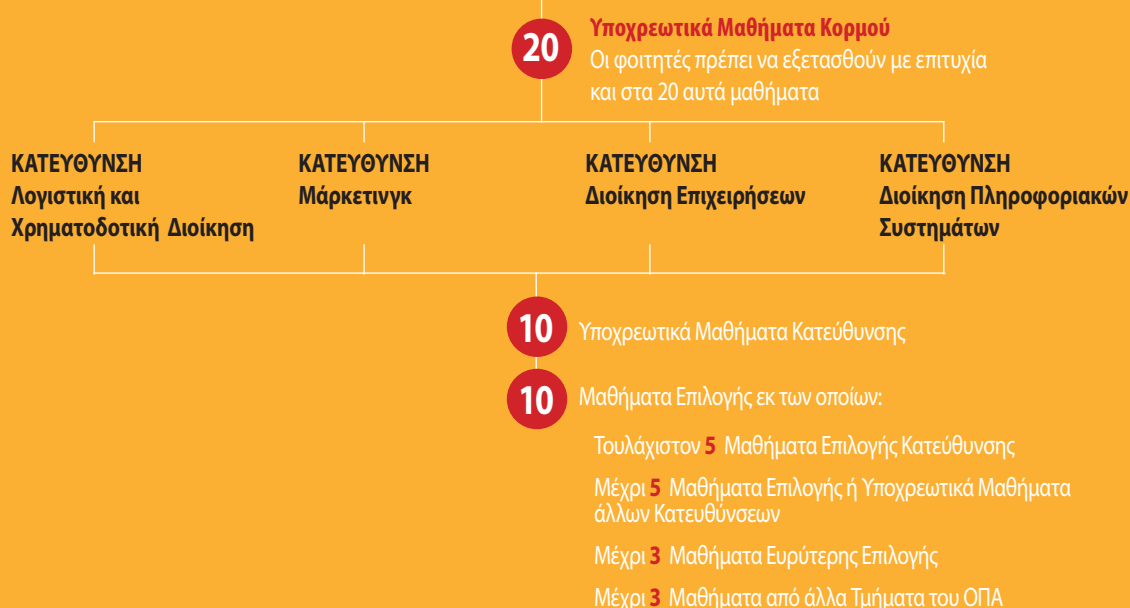 20
Υποχρεωτικά Μαθήματα Κορμού
Οι φοιτητές πρέπει να εξετασθούν με επιτυχία
και στα 20 αυτά μαθήματα
ΚΑΤΕΥΘΥΝΣΗ
Λογιστική και
Χρηματοδοτική Διοίκηση
ΚΑΤΕΥΘΥΝΣΗ
Μάρκετινγκ
ΚΑΤΕΥΘΥΝΣΗ
Διοίκηση Επιχειρήσεων
ΚΑΤΕΥΘΥΝΣΗ
Διοίκηση Πληροφοριακών
Συστημάτων
10 Υποχρεωτικά Μαθήματα Κατεύθυνσης
10 Μαθήματα Επιλογής εκ των οποίων:
Τουλάχιστον 5 Μαθήματα Επιλογής Κατεύθυνσης
Μέχρι 5 Μαθήματα Επιλογής ή Υποχρεωτικά Μαθήματα
άλλων Κατευθύνσεων
Μέχρι 3 Μαθήματα Ευρύτερης Επιλογής
Μέχρι 3 Μαθήματα από άλλα Τμήματα του ΟΠΑ